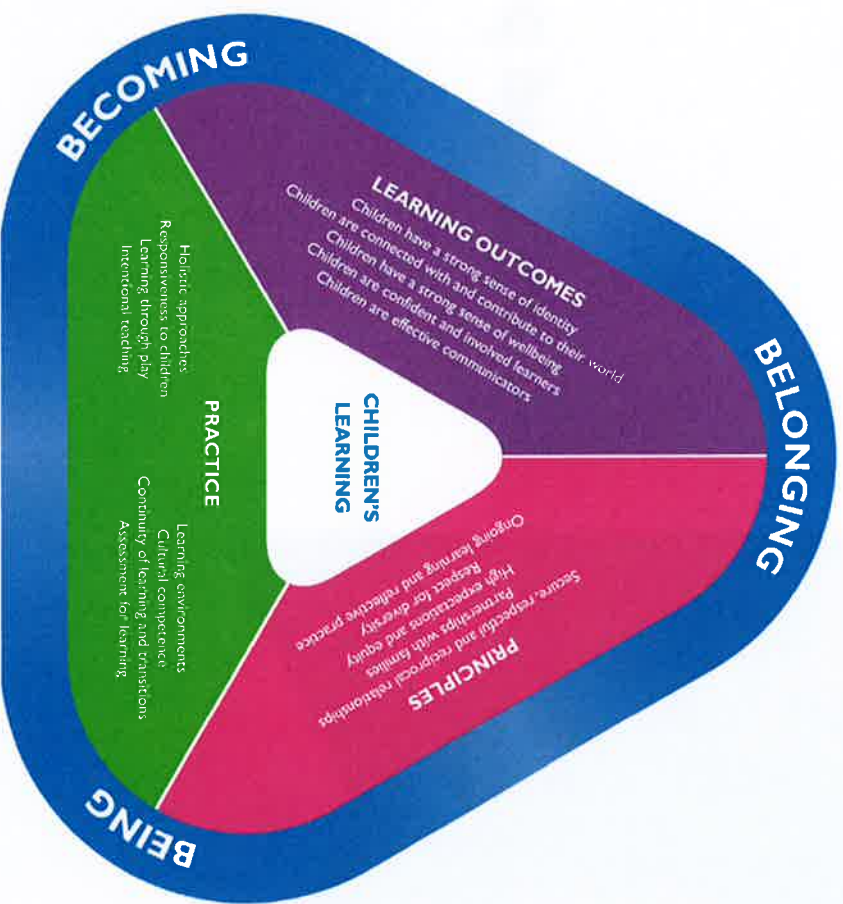 BELONGING
BECOMING
BEING
LEARNING OUTCOMES
Children have a strong sense of identity
Children are connected with and contribute to their world
Children have a strong sense of wellbeing
Children are confident and involved learners
Children are effective communicators
PRINCIPLES
Secure, respectful and reciprocal relationships
Partnerships with families
High expectations and equity
Respect for diversity
Ongoing learning and reflective practice
CHILDREN'S
LEARNING
PRACTICE
Holistic approaches
Responsiveness to children
Learning through play
Intentional teaching
Learning environments
Cultural competence
Continuity of learning and transitions
Assessment for learning